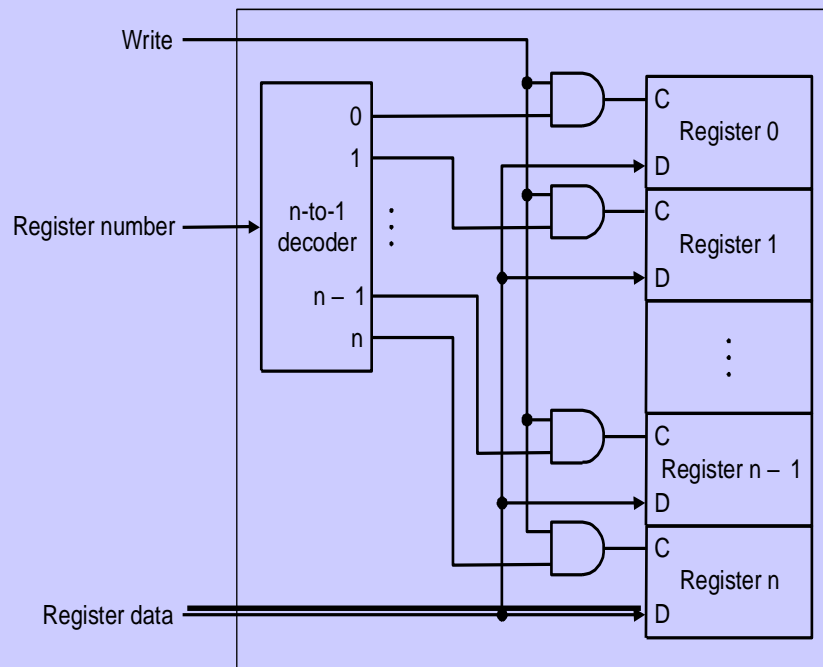 Write
0
1
n-to-1
decoder
n – 1
n
Register number
Register data
C
Register 0
D
C
Register 1
D
C
Register n – 1
D
C
Register n
D